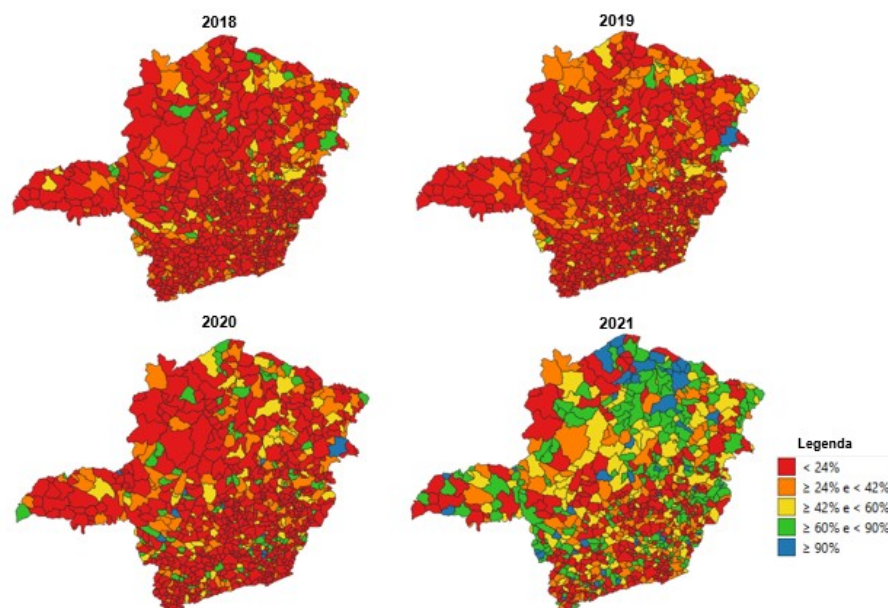 2018
2019
2020
2021
Legenda
< 24%
≥ 24% e < 42%
≥ 42% e < 60%
≥ 60% e < 90%
≥ 90%